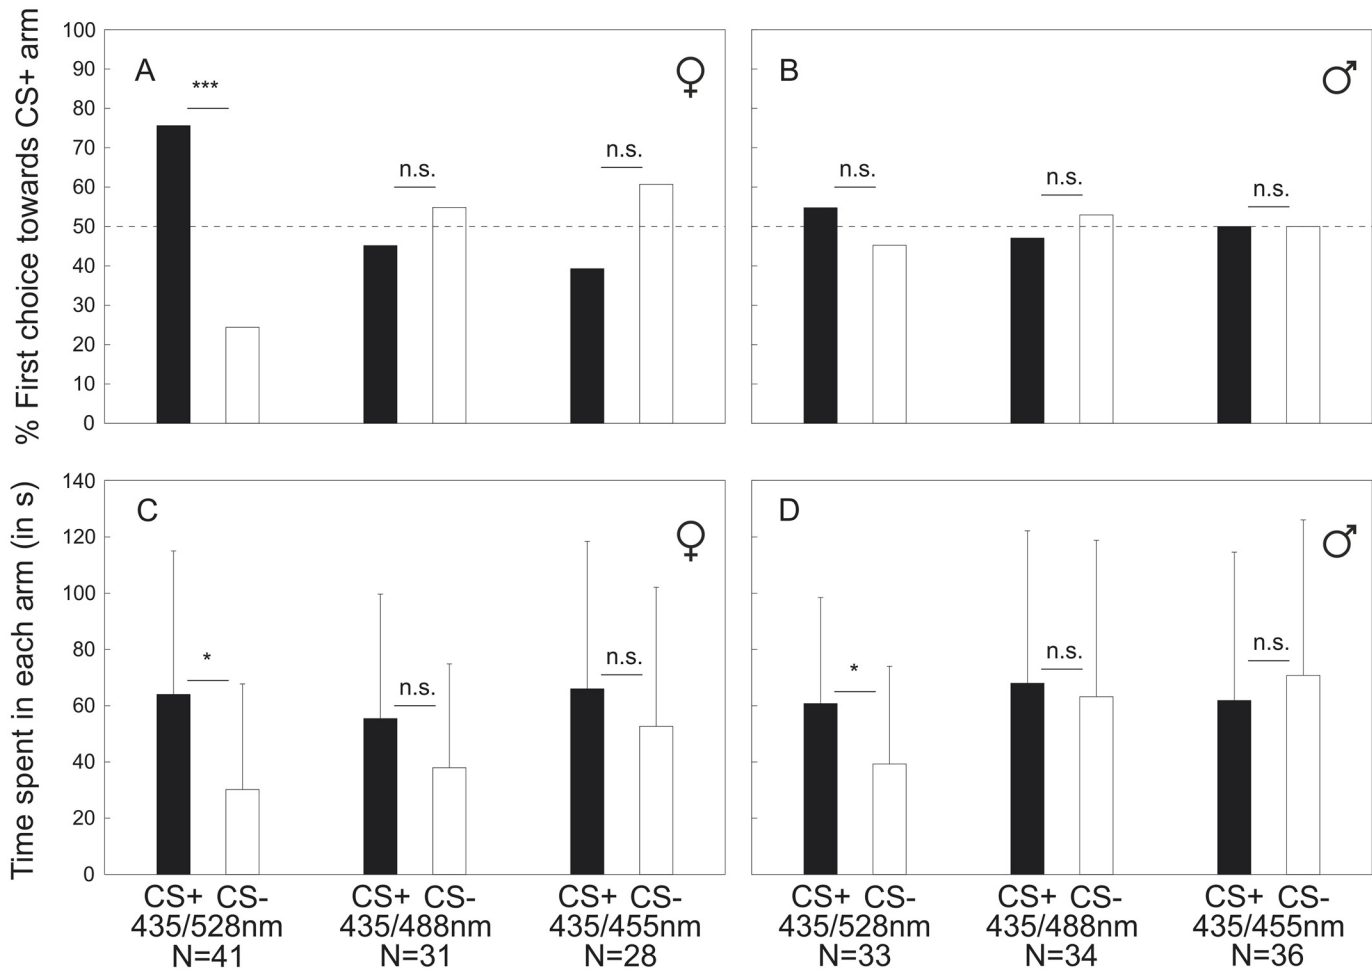 % First choice towards CS+ arm
100
90
80
70
60
50
40
30
20
10
0
A
***
n.s.
n.s.
♀
B
n.s.
n.s.
n.s.
♂
Time spent in each arm (in s)
140
120
100
80
60
40
20
0
C
*
n.s.
n.s.
♀
D
*
n.s.
n.s.
♂
CS+ CS- CS+ CS- CS+ CS- CS+ CS- CS+ CS- CS+ CS-
435/528nm 435/488nm 435/455nm 435/528nm 435/488nm 435/455nm
N=41 N=31 N=28 N=33 N=34 N=36